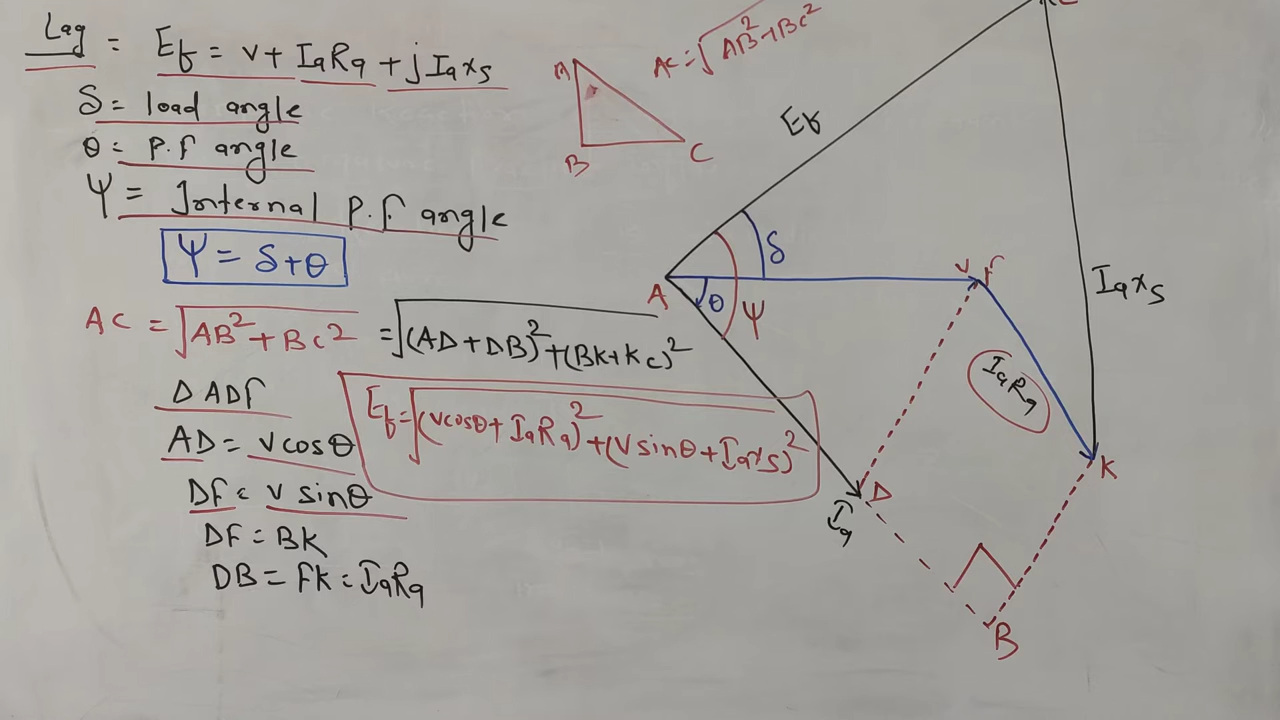 Lag = Ef = V + IaRa + jIaXs
δ = load angle
θ = P.f angle
Ψ = Internal P.f. angle
Ψ = δ+θ
AC = √AB² + BC² = √(AD+DB)² + (BK+KC)²
Δ ADF
AD = V cosθ
DF = V sinθ
DF = BK
DB = FK = IaRa
Ef = √(Vcosθ + IaRa)² + (V sinθ + IaXs)²
A
B
C
AC = √AB² + BC²
Ef
δ
A
θ
Ψ
V
F
IaXs
IaRa
K
D
Ia
B